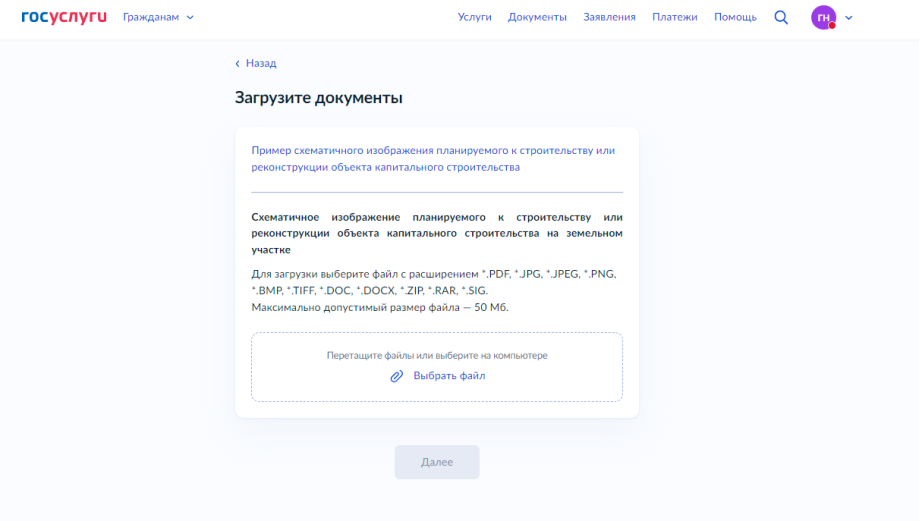 госуслуги
Гражданам
Услуги Документы Заявления Платежи Помощь
ГН
Назад
Загрузите документы
Пример схематичного изображения планируемого к строительству или
реконструкции объекта капитального строительства
Схематичное изображение планируемого к строительству или
реконструкции объекта капитального строительства на земельном
участке
Для загрузки выберите файл с расширением *.PDF, *.JPG, *.JPEG, *.PNG,
*.BMP, *.TIFF, *.DOC, *.DOCX, *.ZIP, *.RAR, *.SIG.
Максимально допустимый размер файла — 50 Мб.
Перетащите файлы или выберите на компьютере
Выбрать файл
Далее